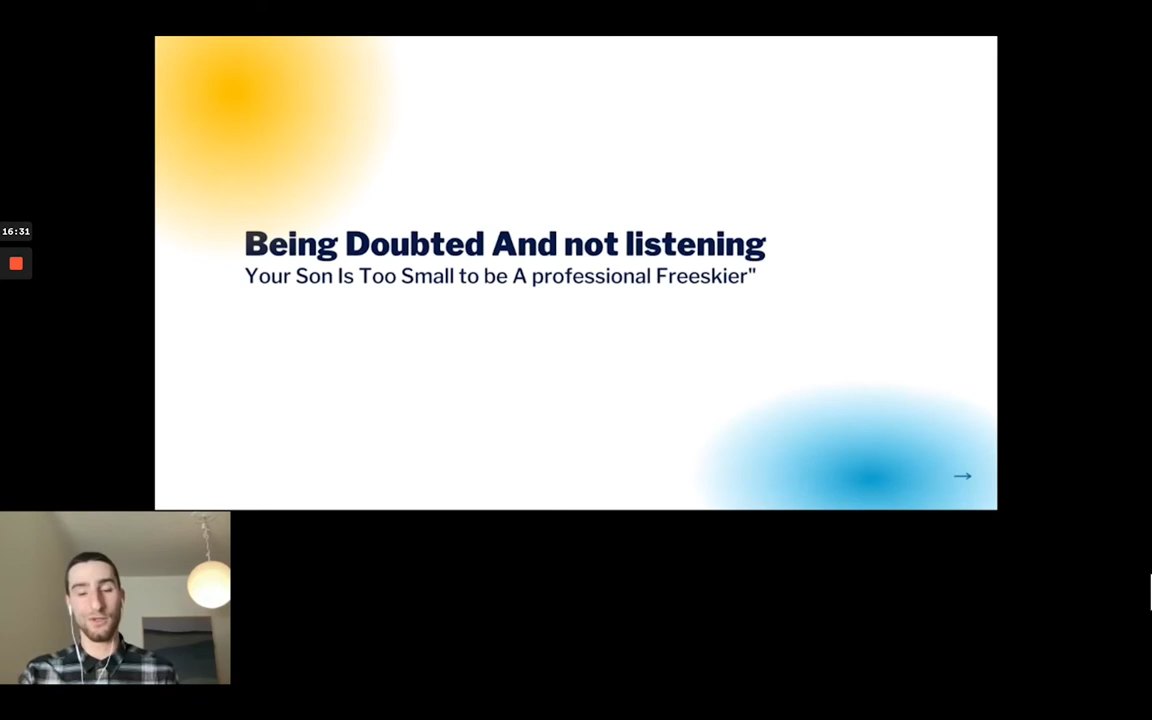 Being Doubted And not listening
Your Son Is Too Small to be A professional Freeskier"
16:31